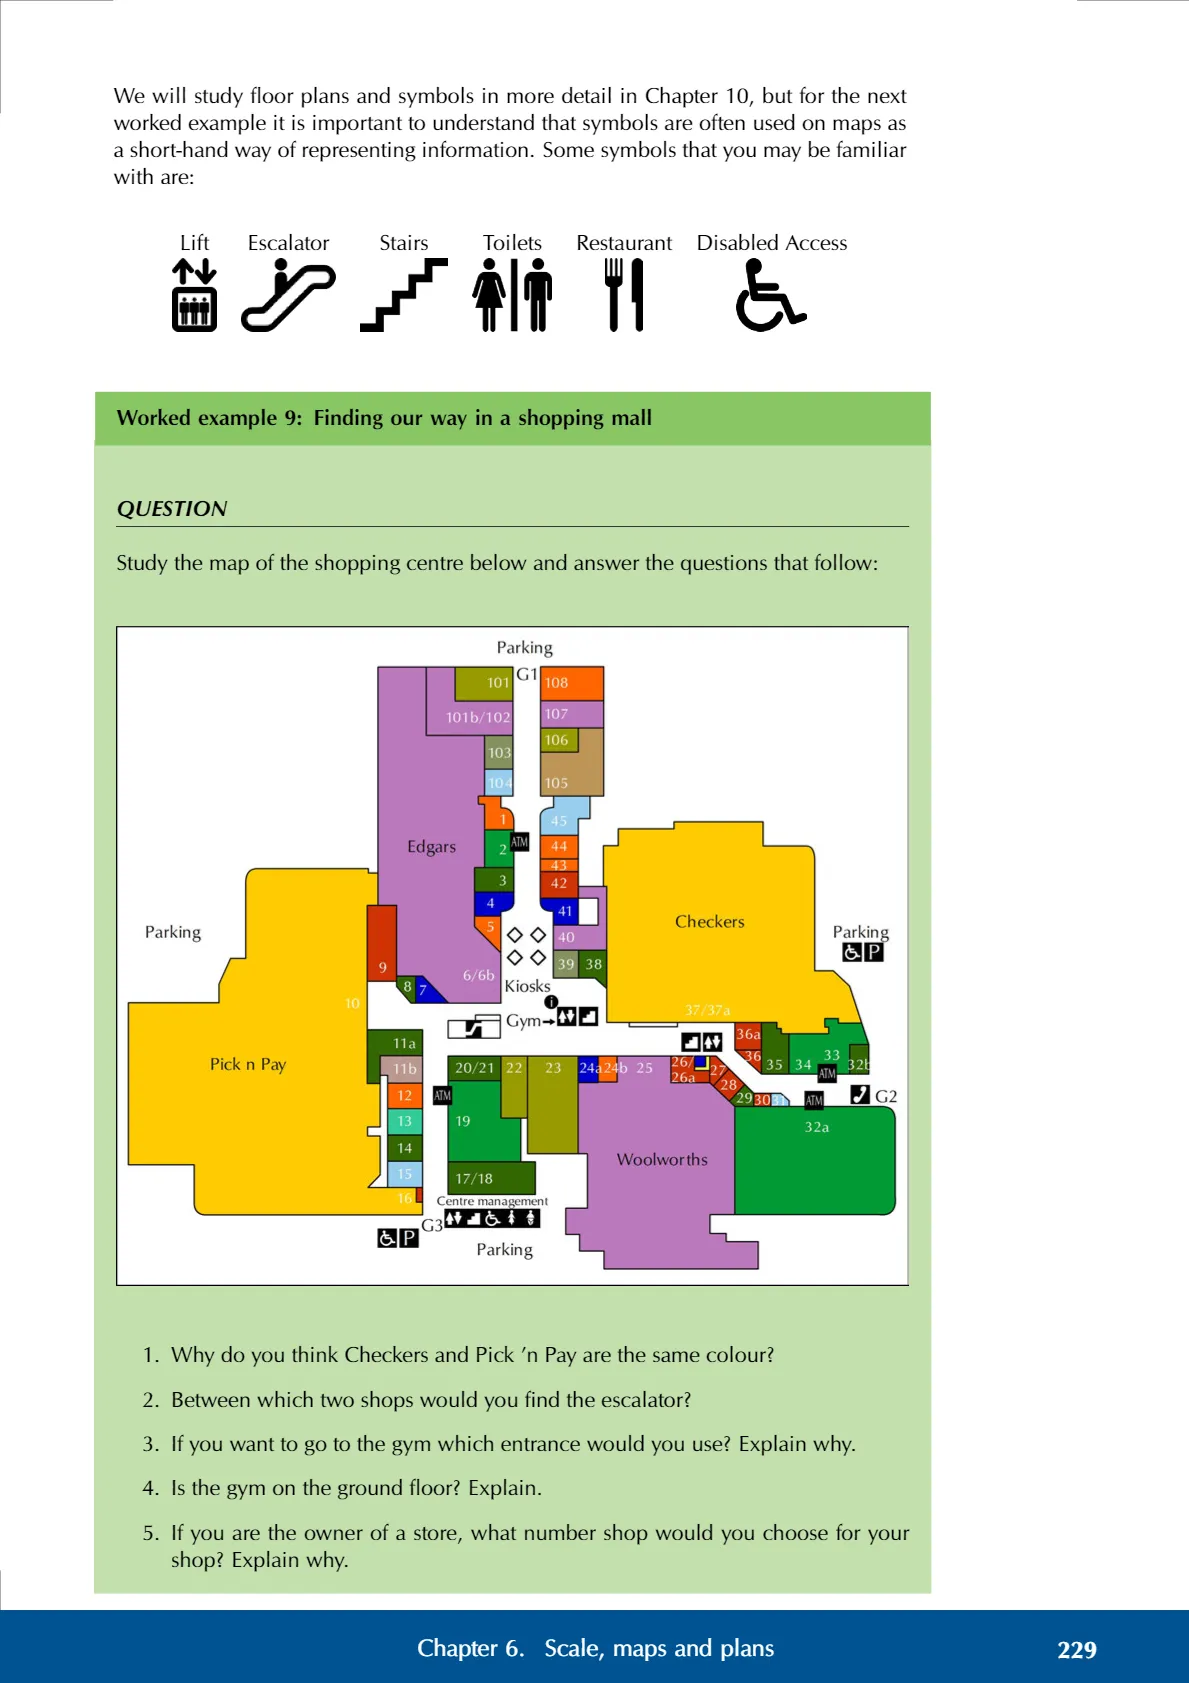 We will study floor plans and symbols in more detail in Chapter 10, but for the next
worked example it is important to understand that symbols are often used on maps as
a short-hand way of representing information. Some symbols that you may be familiar
with are:
Lift Escalator Stairs Toilets Restaurant Disabled Access
Worked example 9: Finding our way in a shopping mall
QUESTION
Study the map of the shopping centre below and answer the questions that follow:
Parking
G1
101
108
101b/102
107
103
106
104
105
1
45
2
ATM
44
43
3
42
4
41
5
40
Edgars
Checkers
Parking
Parking
P
9
8
7
6/6b
39
38
Kiosks
i
10
Gym
37/37a
36a
36
35
34
33
32b
ATM
Pick n Pay
11a
11b
12
13
14
15
16
ATM
20/21
22
23
24a
24b
25
26/
26a
27
28
29
30
31
ATM
G2
19
32a
Woolworths
17/18
Centre management
G3
P
Parking
1. Why do you think Checkers and Pick ’n Pay are the same colour?
2. Between which two shops would you find the escalator?
3. If you want to go to the gym which entrance would you use? Explain why.
4. Is the gym on the ground floor? Explain.
5. If you are the owner of a store, what number shop would you choose for your
shop? Explain why.
Chapter 6. Scale, maps and plans
229